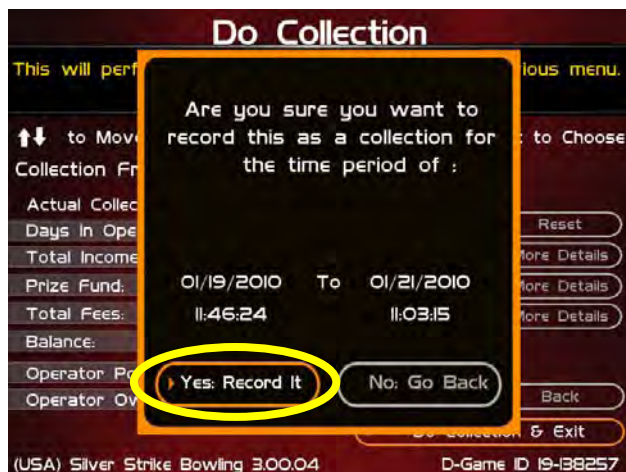 Do Collection
This will perf
ious menu.
Are you sure you want to
record this as a collection for
the time period of :
to Move
to Choose
Collection Fr
Actual Collec
Days In Ope
Reset
Total Income
More Details
Prize Fund:
More Details
Total Fees:
More Details
Balance:
01/19/2010 To 01/21/2010
11:46:24 11:03:15
Operator Po
Yes: Record It
No: Go Back
Operator Ov
Back
& Exit
(USA) Silver Strike Bowling 3.00.04
D-Game ID 19-138257